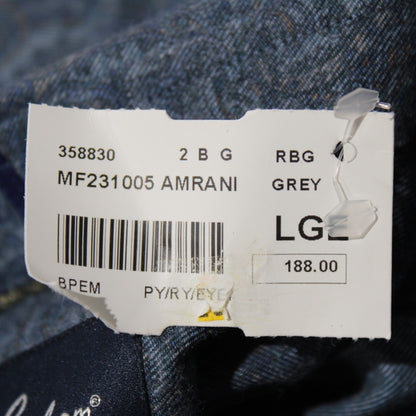 358830 2 B G RBG
MF231005 AMRANI GREY
LGE
188.00
BPEM PY/RY/EYE